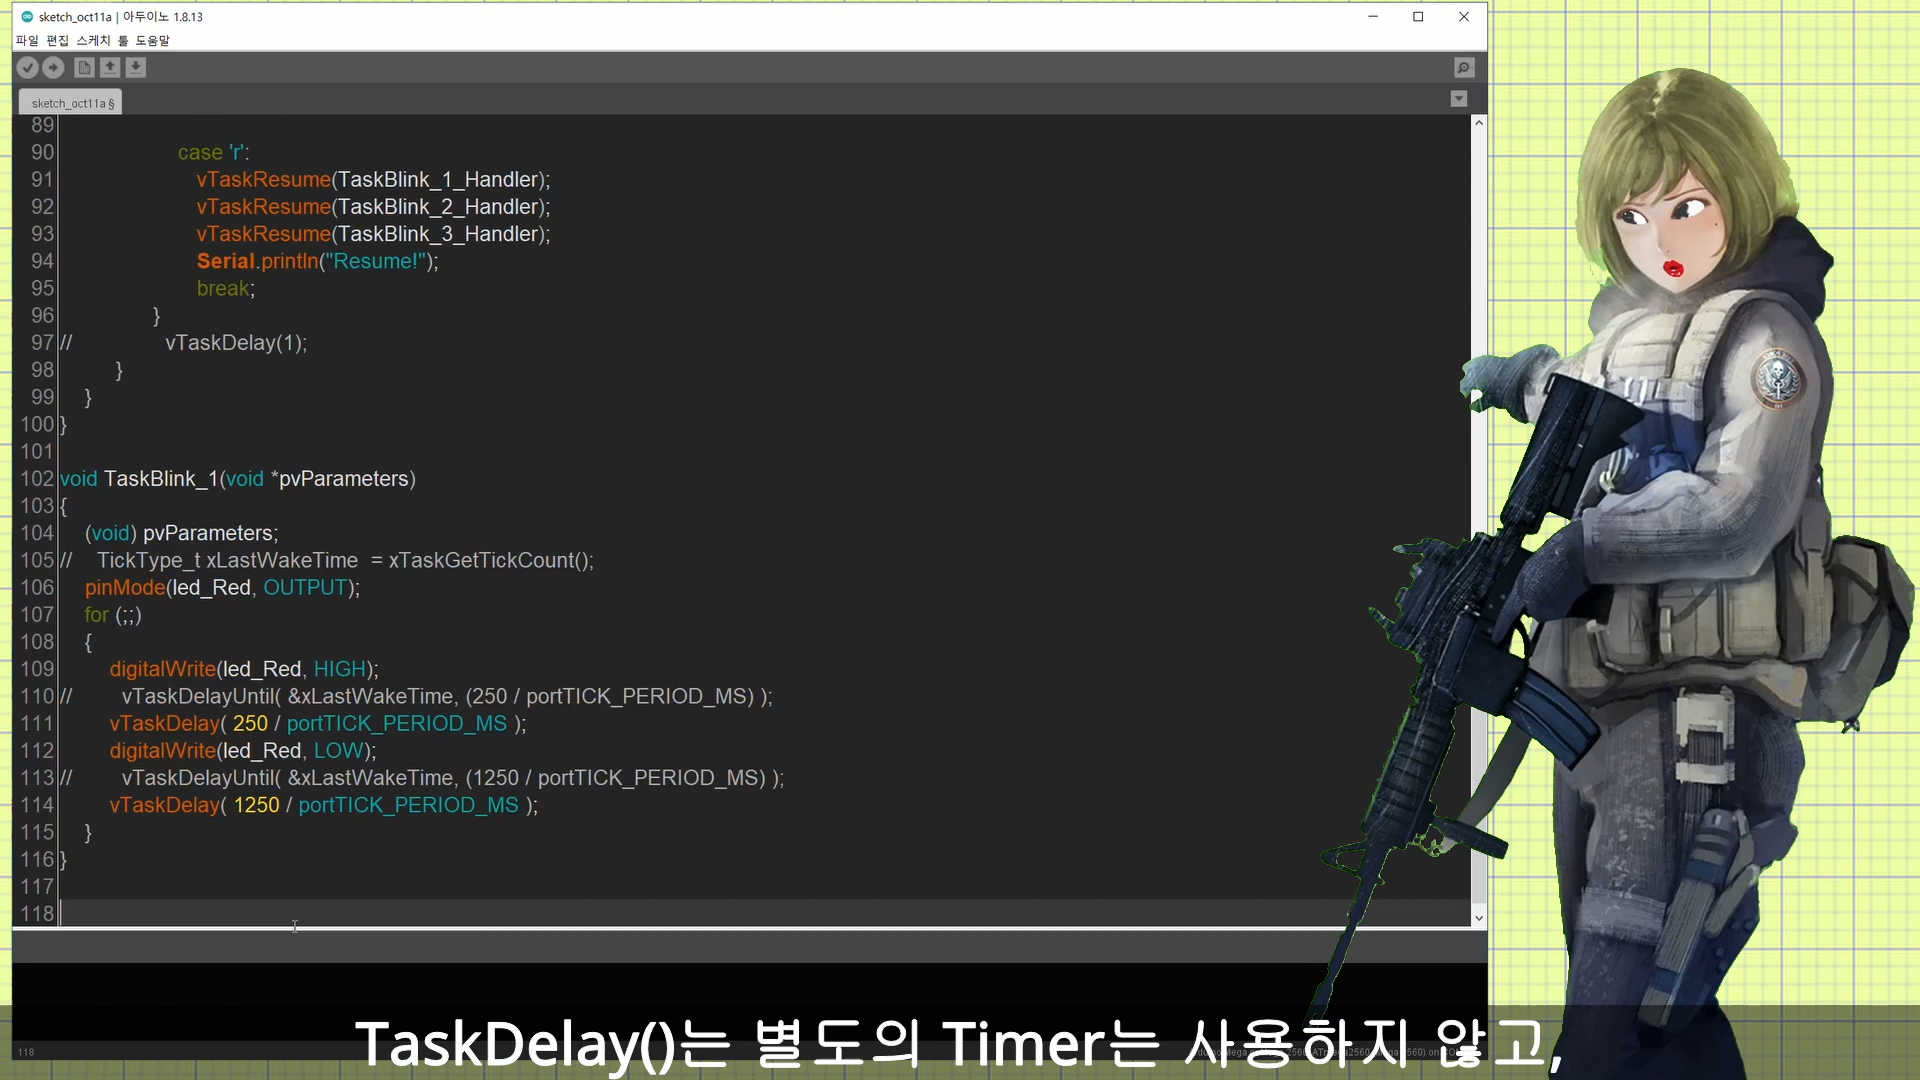 sketch_oct11a | 아두이노 1.8.13
파일 편집 스케치 툴 도움말
sketch_oct11a §
89
90 case 'r':
91 vTaskResume(TaskBlink_1_Handler);
92 vTaskResume(TaskBlink_2_Handler);
93 vTaskResume(TaskBlink_3_Handler);
94 Serial.println("Resume!");
95 break;
96 }
97 // vTaskDelay(1);
98 }
99 }
100 }
101
102 void TaskBlink_1(void *pvParameters)
103 {
104 (void) pvParameters;
105 // TickType_t xLastWakeTime = xTaskGetTickCount();
106 pinMode(led_Red, OUTPUT);
107 for (;;)
108 {
109 digitalWrite(led_Red, HIGH);
110 // vTaskDelayUntil( &xLastWakeTime, (250 / portTICK_PERIOD_MS) );
111 vTaskDelay( 250 / portTICK_PERIOD_MS );
112 digitalWrite(led_Red, LOW);
113 // vTaskDelayUntil( &xLastWakeTime, (1250 / portTICK_PERIOD_MS) );
114 vTaskDelay( 1250 / portTICK_PERIOD_MS );
115 }
116 }
117
118
TaskDelay()는 별도의 Timer는 사용하지 않고,
118